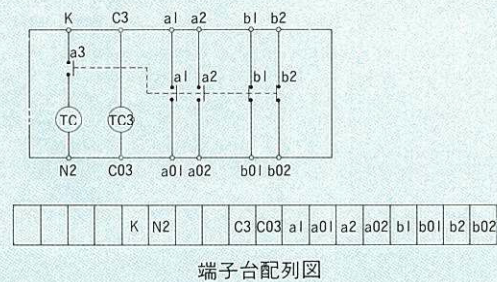 K C3 a1 a2 b1 b2
a3
a1 a2 b1 b2
TC TC3
N2 C03 a01 a02 b01 b02
K N2 C3 C03 a1 a01 a2 a02 b1 b01 b2 b02
端子台配列図